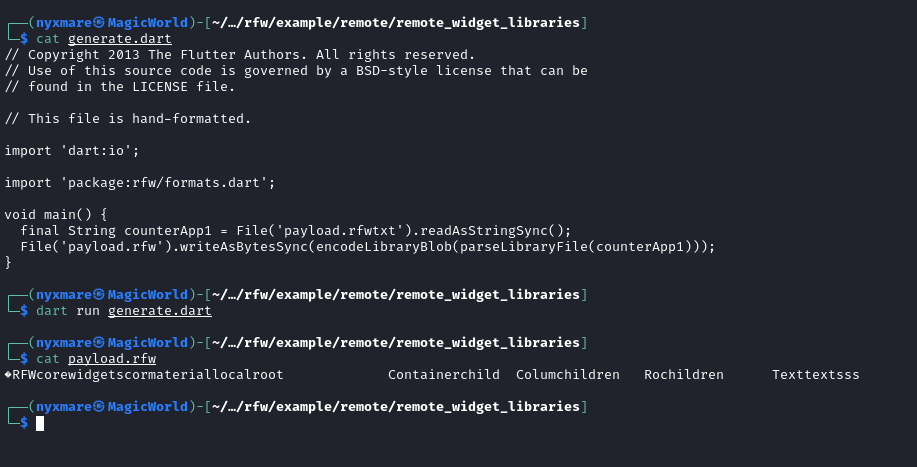 ┌──(nyxmare㉿MagicWorld)-[~/…/rfw/example/remote/remote_widget_libraries]
└─$ cat generate.dart
// Copyright 2013 The Flutter Authors. All rights reserved.
// Use of this source code is governed by a BSD-style license that can be
// found in the LICENSE file.

// This file is hand-formatted.

import 'dart:io';

import 'package:rfw/formats.dart';

void main() {
  final String counterApp1 = File('payload.rfwtxt').readAsStringSync();
  File('payload.rfw').writeAsBytesSync(encodeLibraryBlob(parseLibraryFile(counterApp1)));
}

┌──(nyxmare㉿MagicWorld)-[~/…/rfw/example/remote/remote_widget_libraries]
└─$ dart run generate.dart

┌──(nyxmare㉿MagicWorld)-[~/…/rfw/example/remote/remote_widget_libraries]
└─$ cat payload.rfw
�RFWcorewidgetscormateriallocalroot             Containerchild  Columchildren   Rochildren      Texttextsss

┌──(nyxmare㉿MagicWorld)-[~/…/rfw/example/remote/remote_widget_libraries]
└─$